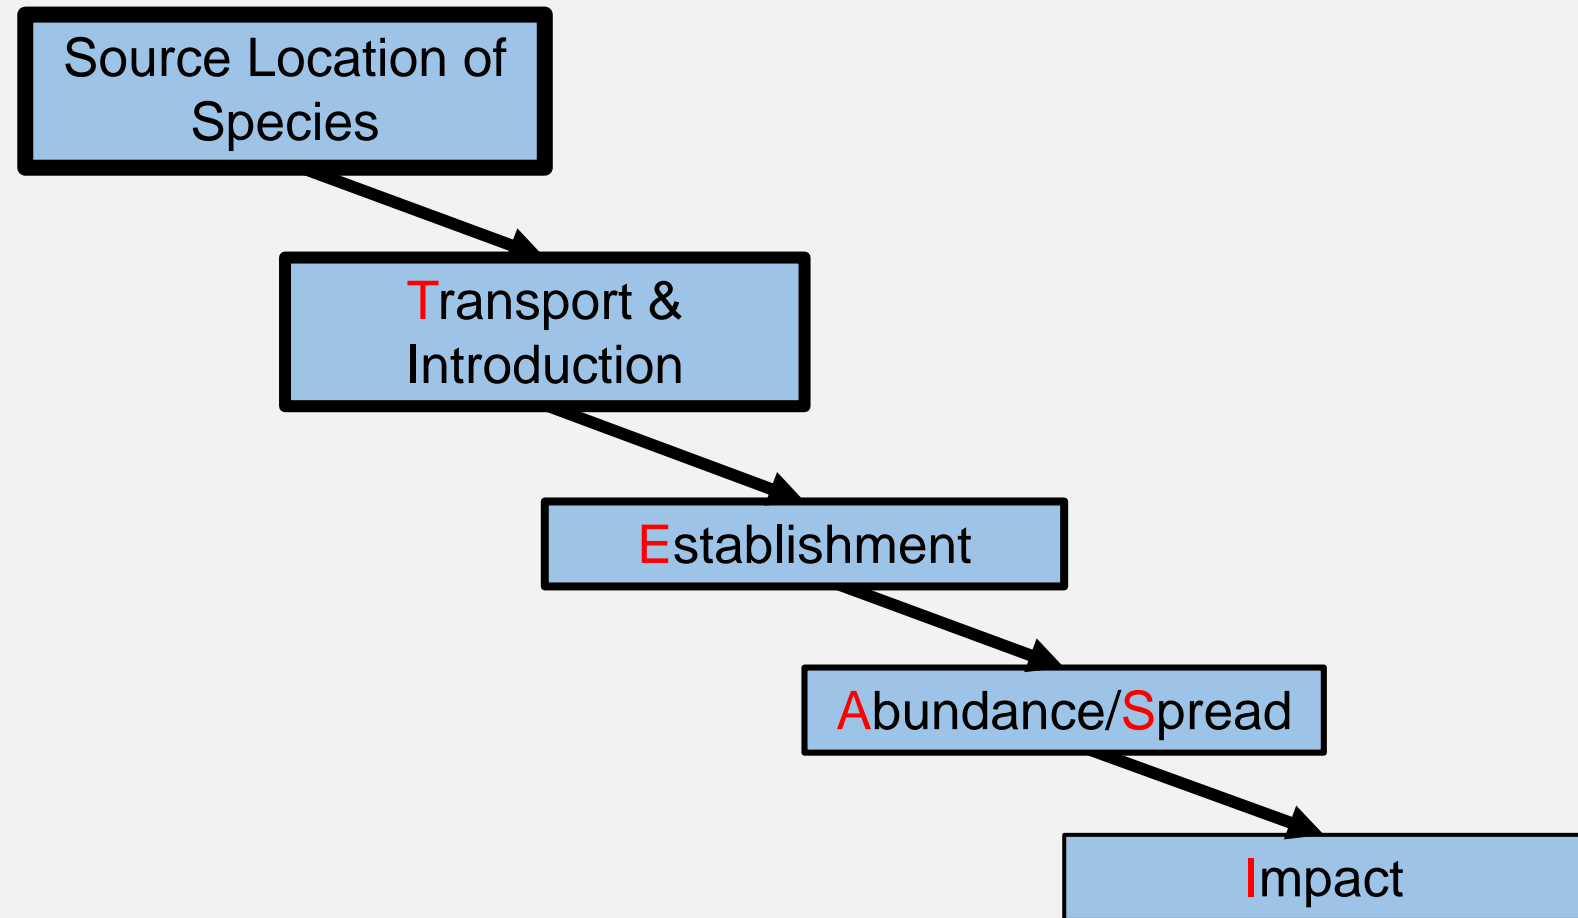 Source Location of
Species
Transport &
Introduction
Establishment
Abundance/Spread
Impact